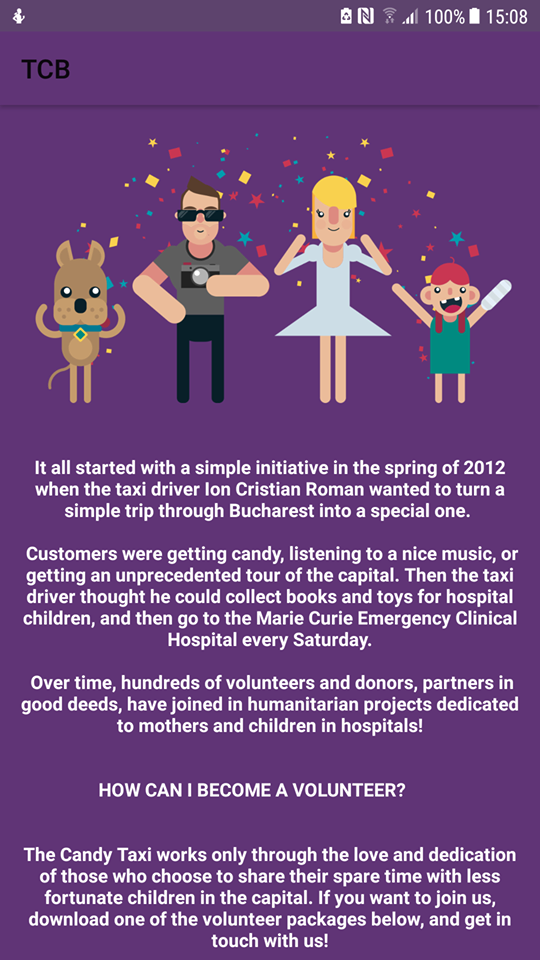 100% 15:08
TCB
It all started with a simple initiative in the spring of 2012
when the taxi driver Ion Cristian Roman wanted to turn a
simple trip through Bucharest into a special one.
Customers were getting candy, listening to a nice music, or
getting an unprecedented tour of the capital. Then the taxi
driver thought he could collect books and toys for hospital
children, and then go to the Marie Curie Emergency Clinical
Hospital every Saturday.
Over time, hundreds of volunteers and donors, partners in
good deeds, have joined in humanitarian projects dedicated
to mothers and children in hospitals!
HOW CAN I BECOME A VOLUNTEER?
The Candy Taxi works only through the love and dedication
of those who choose to share their spare time with less
fortunate children in the capital. If you want to join us,
download one of the volunteer packages below, and get in
touch with us!